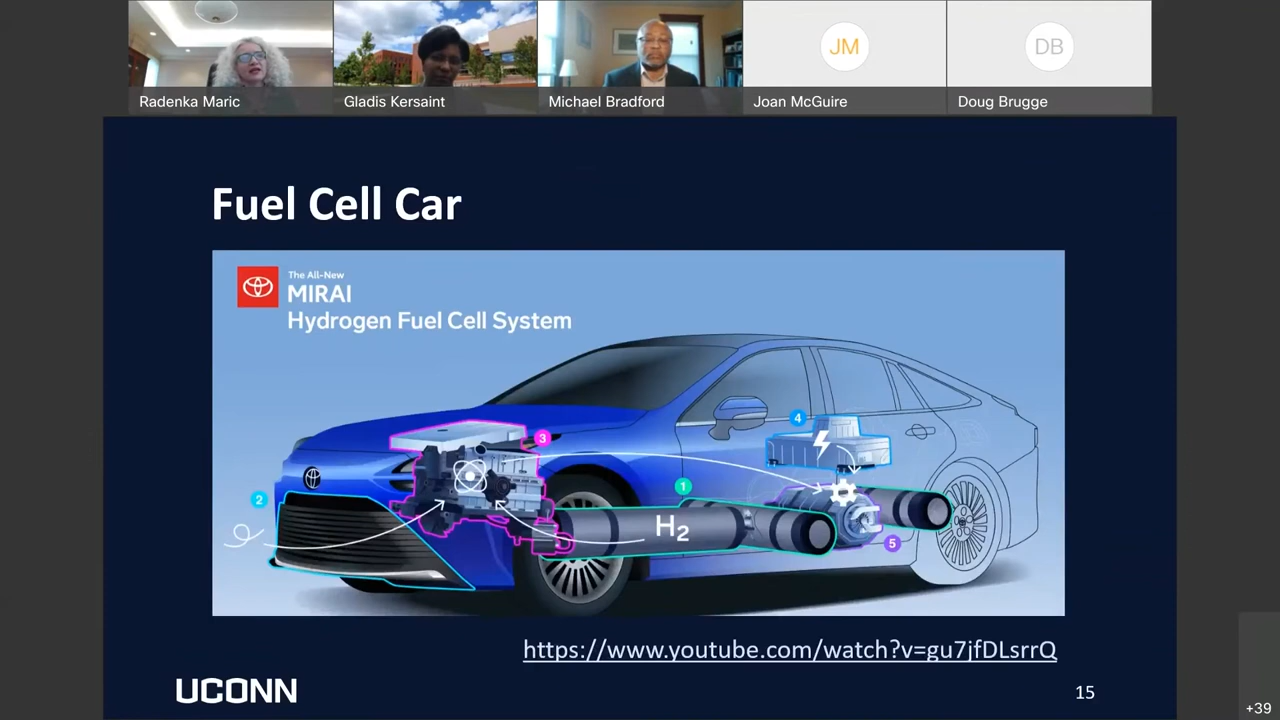 JM
DB
Radenka Maric
Gladis Kersaint
Michael Bradford
Joan McGuire
Doug Brugge
Fuel Cell Car
The All-New
MIRAI
Hydrogen Fuel Cell System
4
3
1
2
H2
5
https://www.youtube.com/watch?v=gu7jfDLsrrQ
UCONN
15
+39